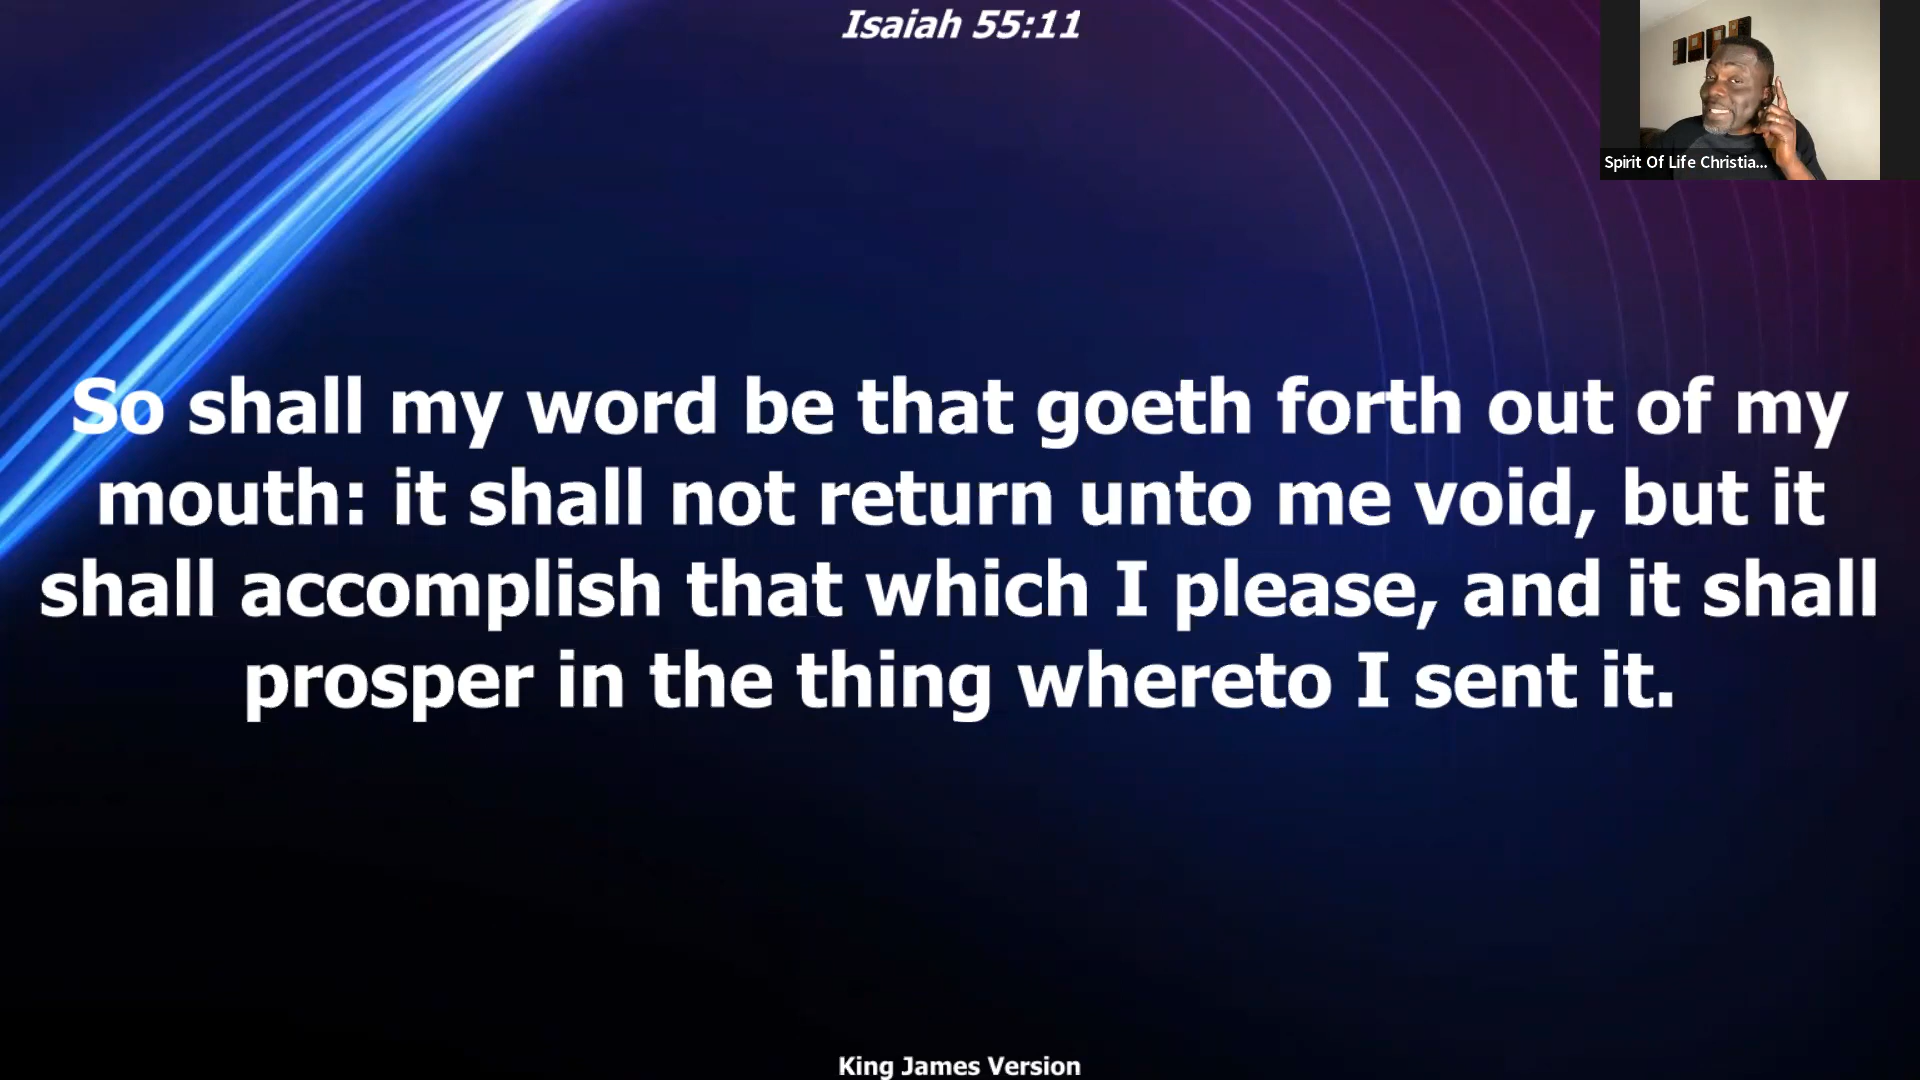 Isaiah 55:11
Spirit Of Life Christia...
So shall my word be that goeth forth out of my
mouth: it shall not return unto me void, but it
shall accomplish that which I please, and it shall
prosper in the thing whereto I sent it.
King James Version